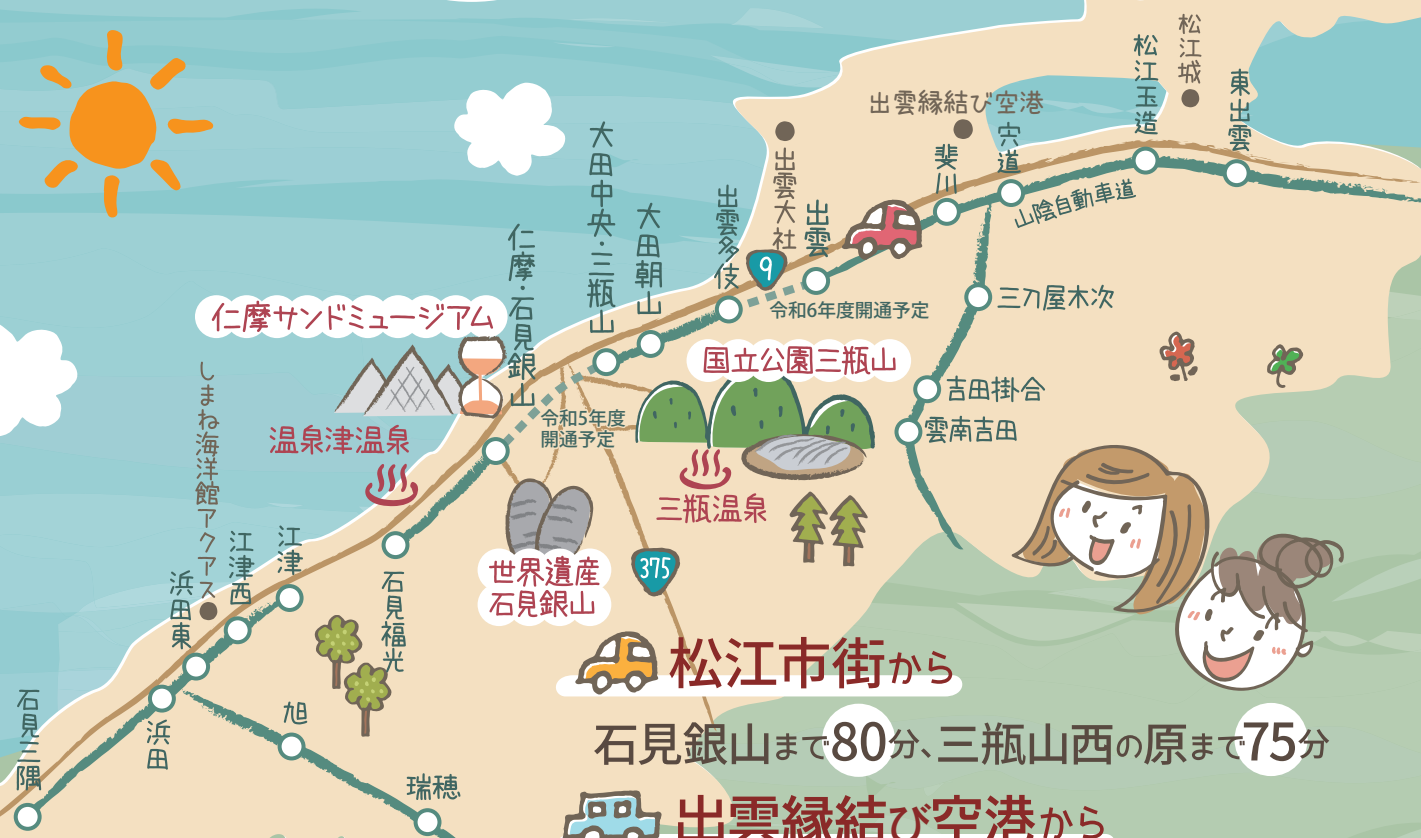 松江城
松江玉造
東出雲
出雲縁結び空港
宍道
斐川
山陰自動車道
出雲大社
出雲
9
出雲多伎
令和6年度開通予定
大田朝山
大田中央・三瓶山
仁摩・石見銀山
令和5年度
開通予定
三刀屋木次
吉田掛合
雲南吉田
国立公園三瓶山
三瓶温泉
仁摩サンドミュージアム
温泉津温泉
しまね海洋館アクアス
世界遺産
石見銀山
375
石見福光
江津
江津西
浜田東
浜田
石見三隅
旭
瑞穂
松江市街から
石見銀山まで80分、三瓶山西の原まで75分
出雲縁結び空港から